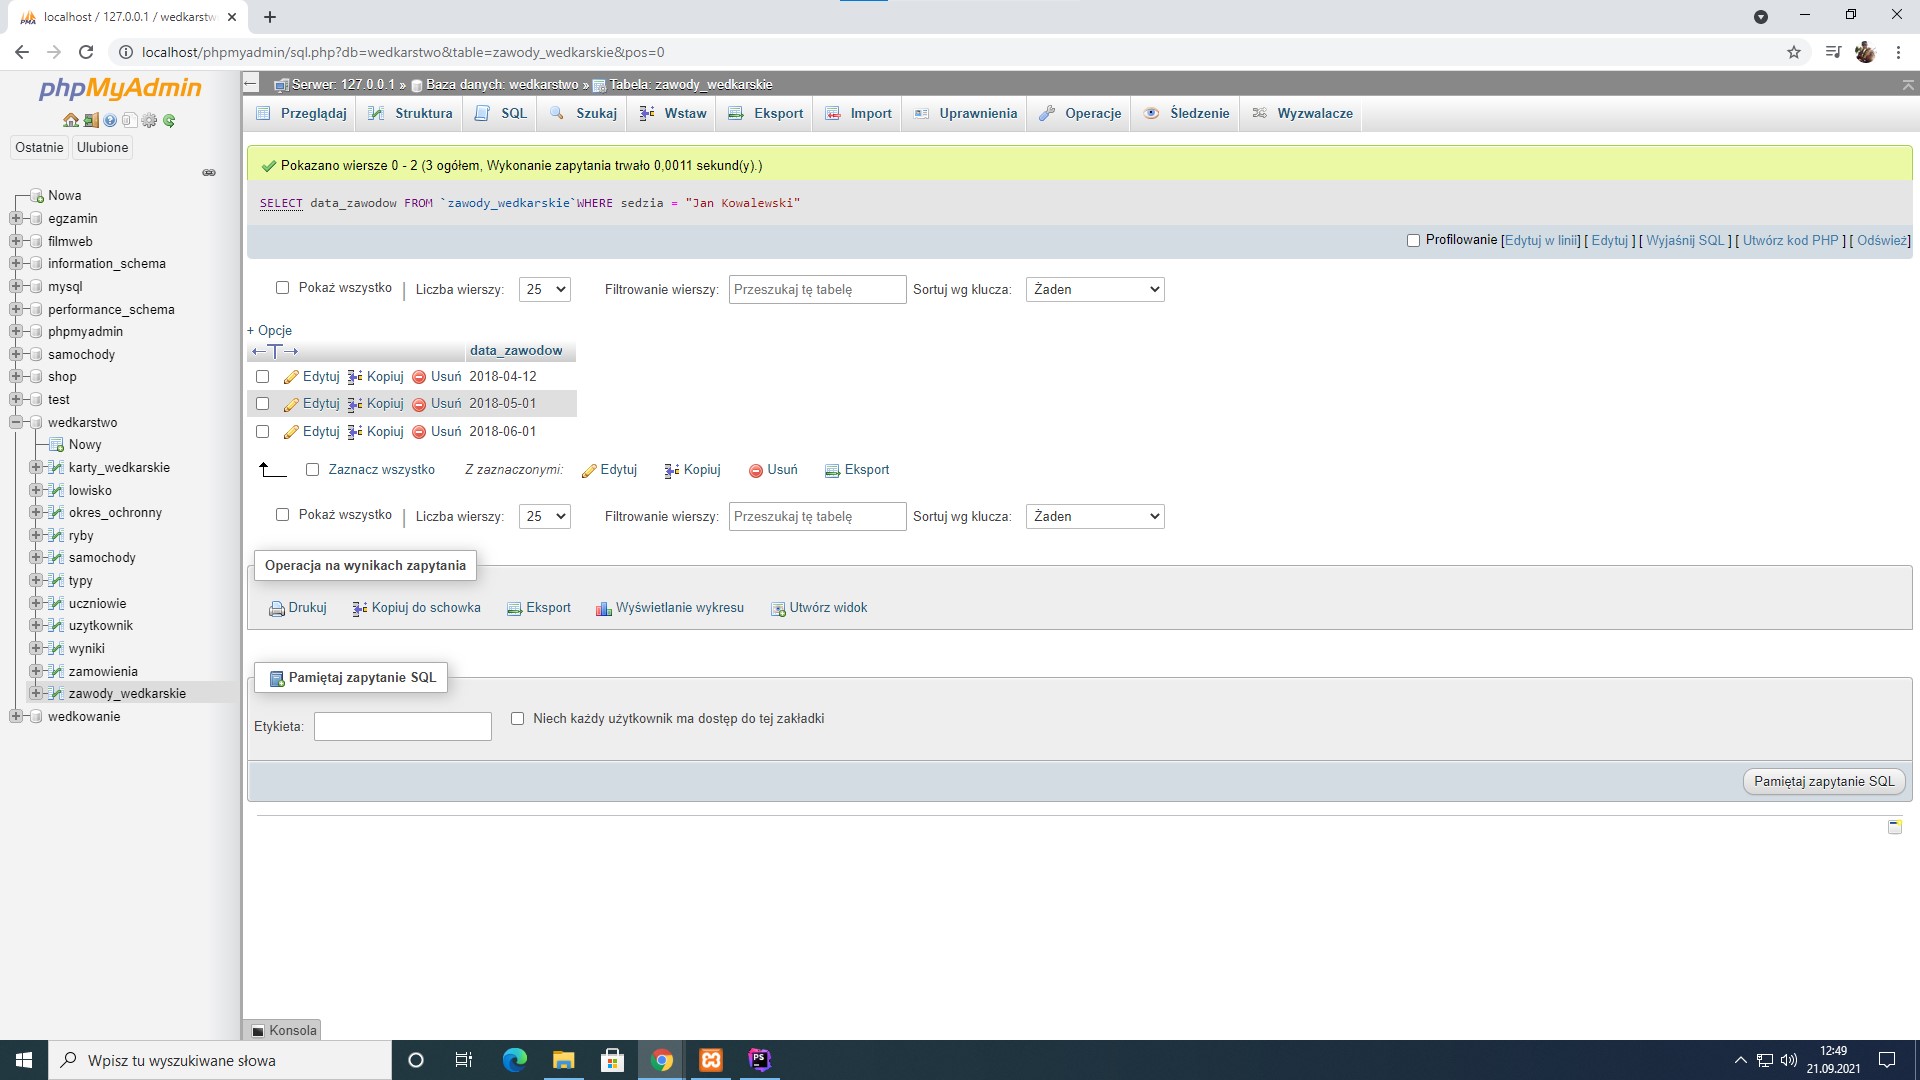 localhost / 127.0.0.1 / wedkarstw
localhost/phpmyadmin/sql.php?db=wedkarstwo&table=zawody_wedkarskie&pos=0
phpMyAdmin
Ostatnie Ulubione
Nowa
egzamin
filmweb
information_schema
mysql
performance_schema
phpmyadmin
samochody
shop
test
wedkarstwo
Nowy
karty_wedkarskie
lowisko
okres_ochronny
ryby
samochody
typy
uczniowie
uzytkownik
wyniki
zamowienia
zawody_wedkarskie
wedkowanie
Serwer: 127.0.0.1 » Baza danych: wedkarstwo » Tabela: zawody_wedkarskie
Przeglądaj Struktura SQL Szukaj Wstaw Eksport Import Uprawnienia Operacje Śledzenie Wyzwalacze
Pokazano wiersze 0 - 2 (3 ogółem, Wykonanie zapytania trwało 0,0011 sekund(y).)
SELECT data_zawodow FROM `zawody_wedkarskie`WHERE sedzia = "Jan Kowalewski"
Profilowanie [Edytuj w linii] [ Edytuj ] [ Wyjaśnij SQL ] [ Utwórz kod PHP ] [ Odśwież]
Pokaż wszystko | Liczba wierszy: 25 Filtrowanie wierszy: Przeszukaj tę tabelę Sortuj wg klucza: Żaden
+ Opcje
←T→ data_zawodow
Edytuj Kopiuj Usuń 2018-04-12
Edytuj Kopiuj Usuń 2018-05-01
Edytuj Kopiuj Usuń 2018-06-01
Zaznacz wszystko Z zaznaczonymi: Edytuj Kopiuj Usuń Eksport
Pokaż wszystko | Liczba wierszy: 25 Filtrowanie wierszy: Przeszukaj tę tabelę Sortuj wg klucza: Żaden
Operacja na wynikach zapytania
Drukuj Kopiuj do schowka Eksport Wyświetlanie wykresu Utwórz widok
Pamiętaj zapytanie SQL
Etykieta: Niech każdy użytkownik ma dostęp do tej zakładki
Pamiętaj zapytanie SQL
Konsola
Wpisz tu wyszukiwane słowa
12:49
21.09.2021